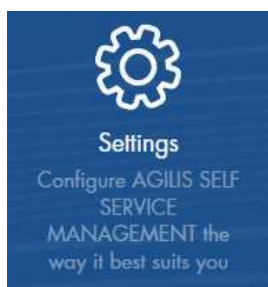 Settings
Configure AGILIS SELF
SERVICE
MANAGEMENT the
way it best suits you